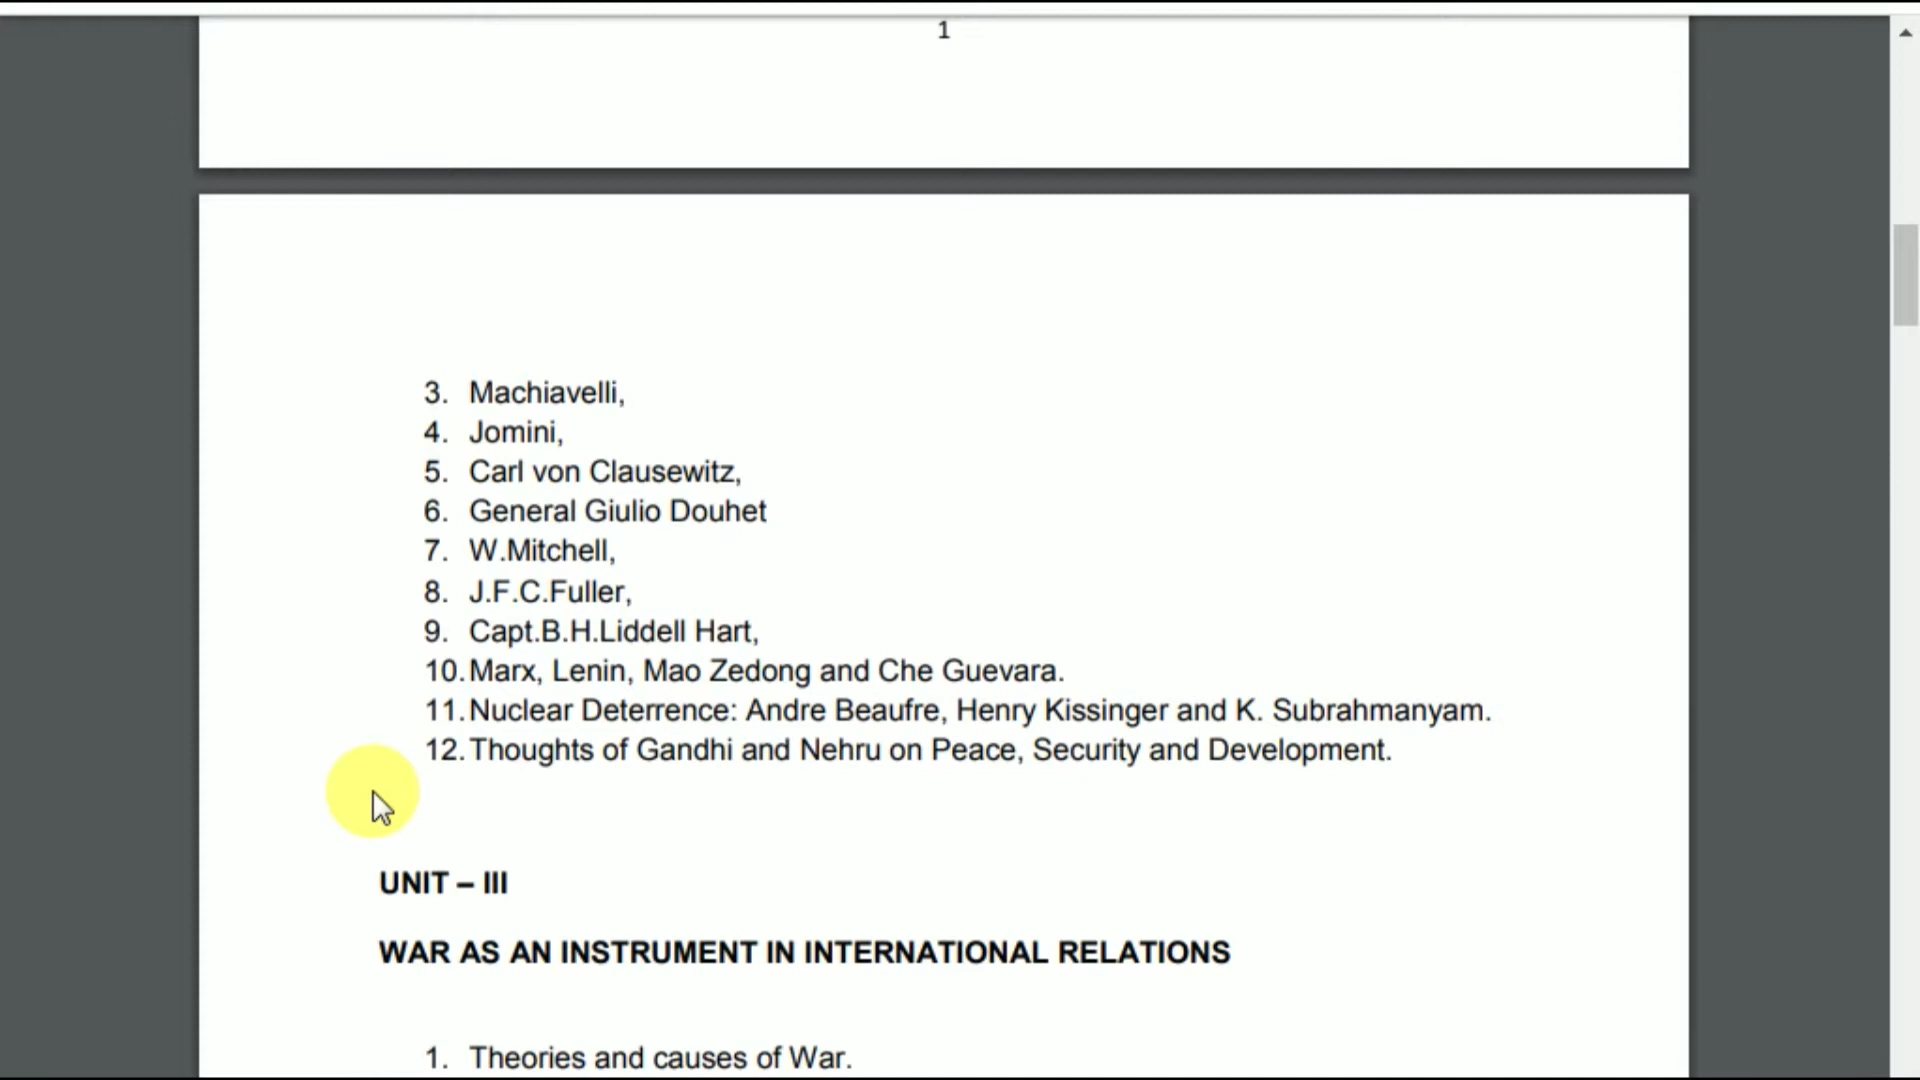 1
3. Machiavelli,
4. Jomini,
5. Carl von Clausewitz,
6. General Giulio Douhet
7. W.Mitchell,
8. J.F.C.Fuller,
9. Capt.B.H.Liddell Hart,
10. Marx, Lenin, Mao Zedong and Che Guevara.
11. Nuclear Deterrence: Andre Beaufre, Henry Kissinger and K. Subrahmanyam.
12. Thoughts of Gandhi and Nehru on Peace, Security and Development.
UNIT – III
WAR AS AN INSTRUMENT IN INTERNATIONAL RELATIONS
1. Theories and causes of War.